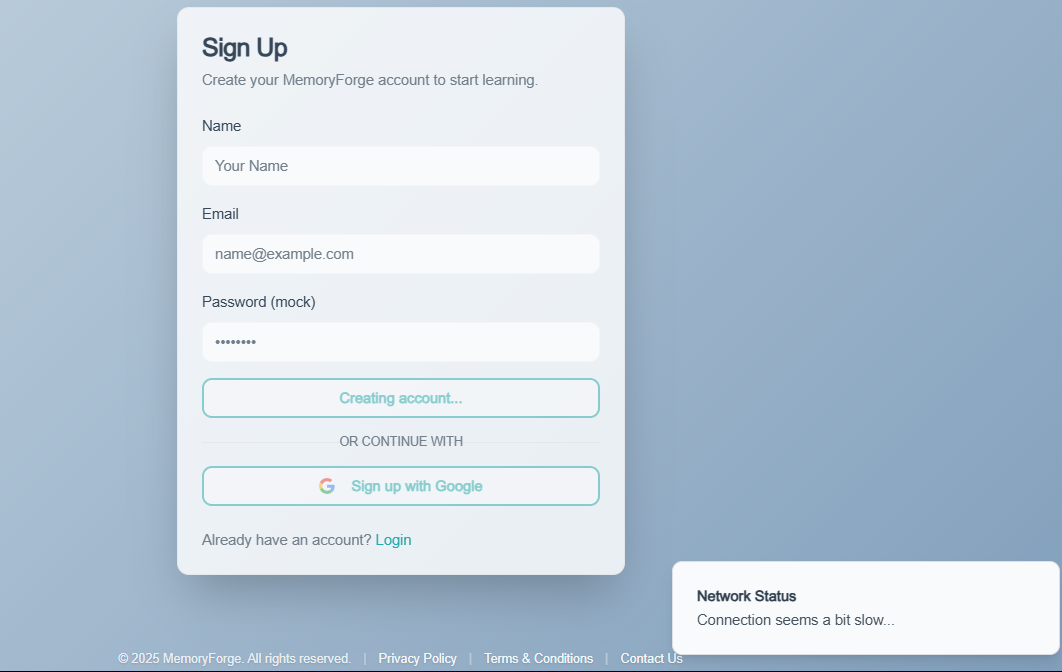 Sign Up
Create your MemoryForge account to start learning.
Name
Your Name
Email
name@example.com
Password (mock)
••••••••
Creating account...
OR CONTINUE WITH
Sign up with Google
Already have an account? Login
Network Status
Connection seems a bit slow...
© 2025 MemoryForge. All rights reserved. | Privacy Policy | Terms & Conditions | Contact Us